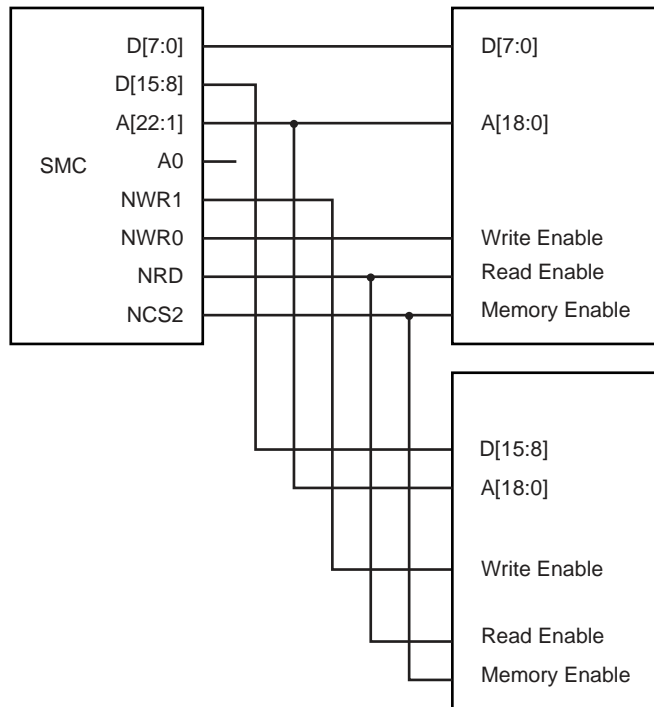 D[7:0]
D[15:8]
A[22:1]
SMC
A0
NWR1
NWR0
NRD
NCS2
D[7:0]
A[18:0]
Write Enable
Read Enable
Memory Enable
D[15:8]
A[18:0]
Write Enable
Read Enable
Memory Enable